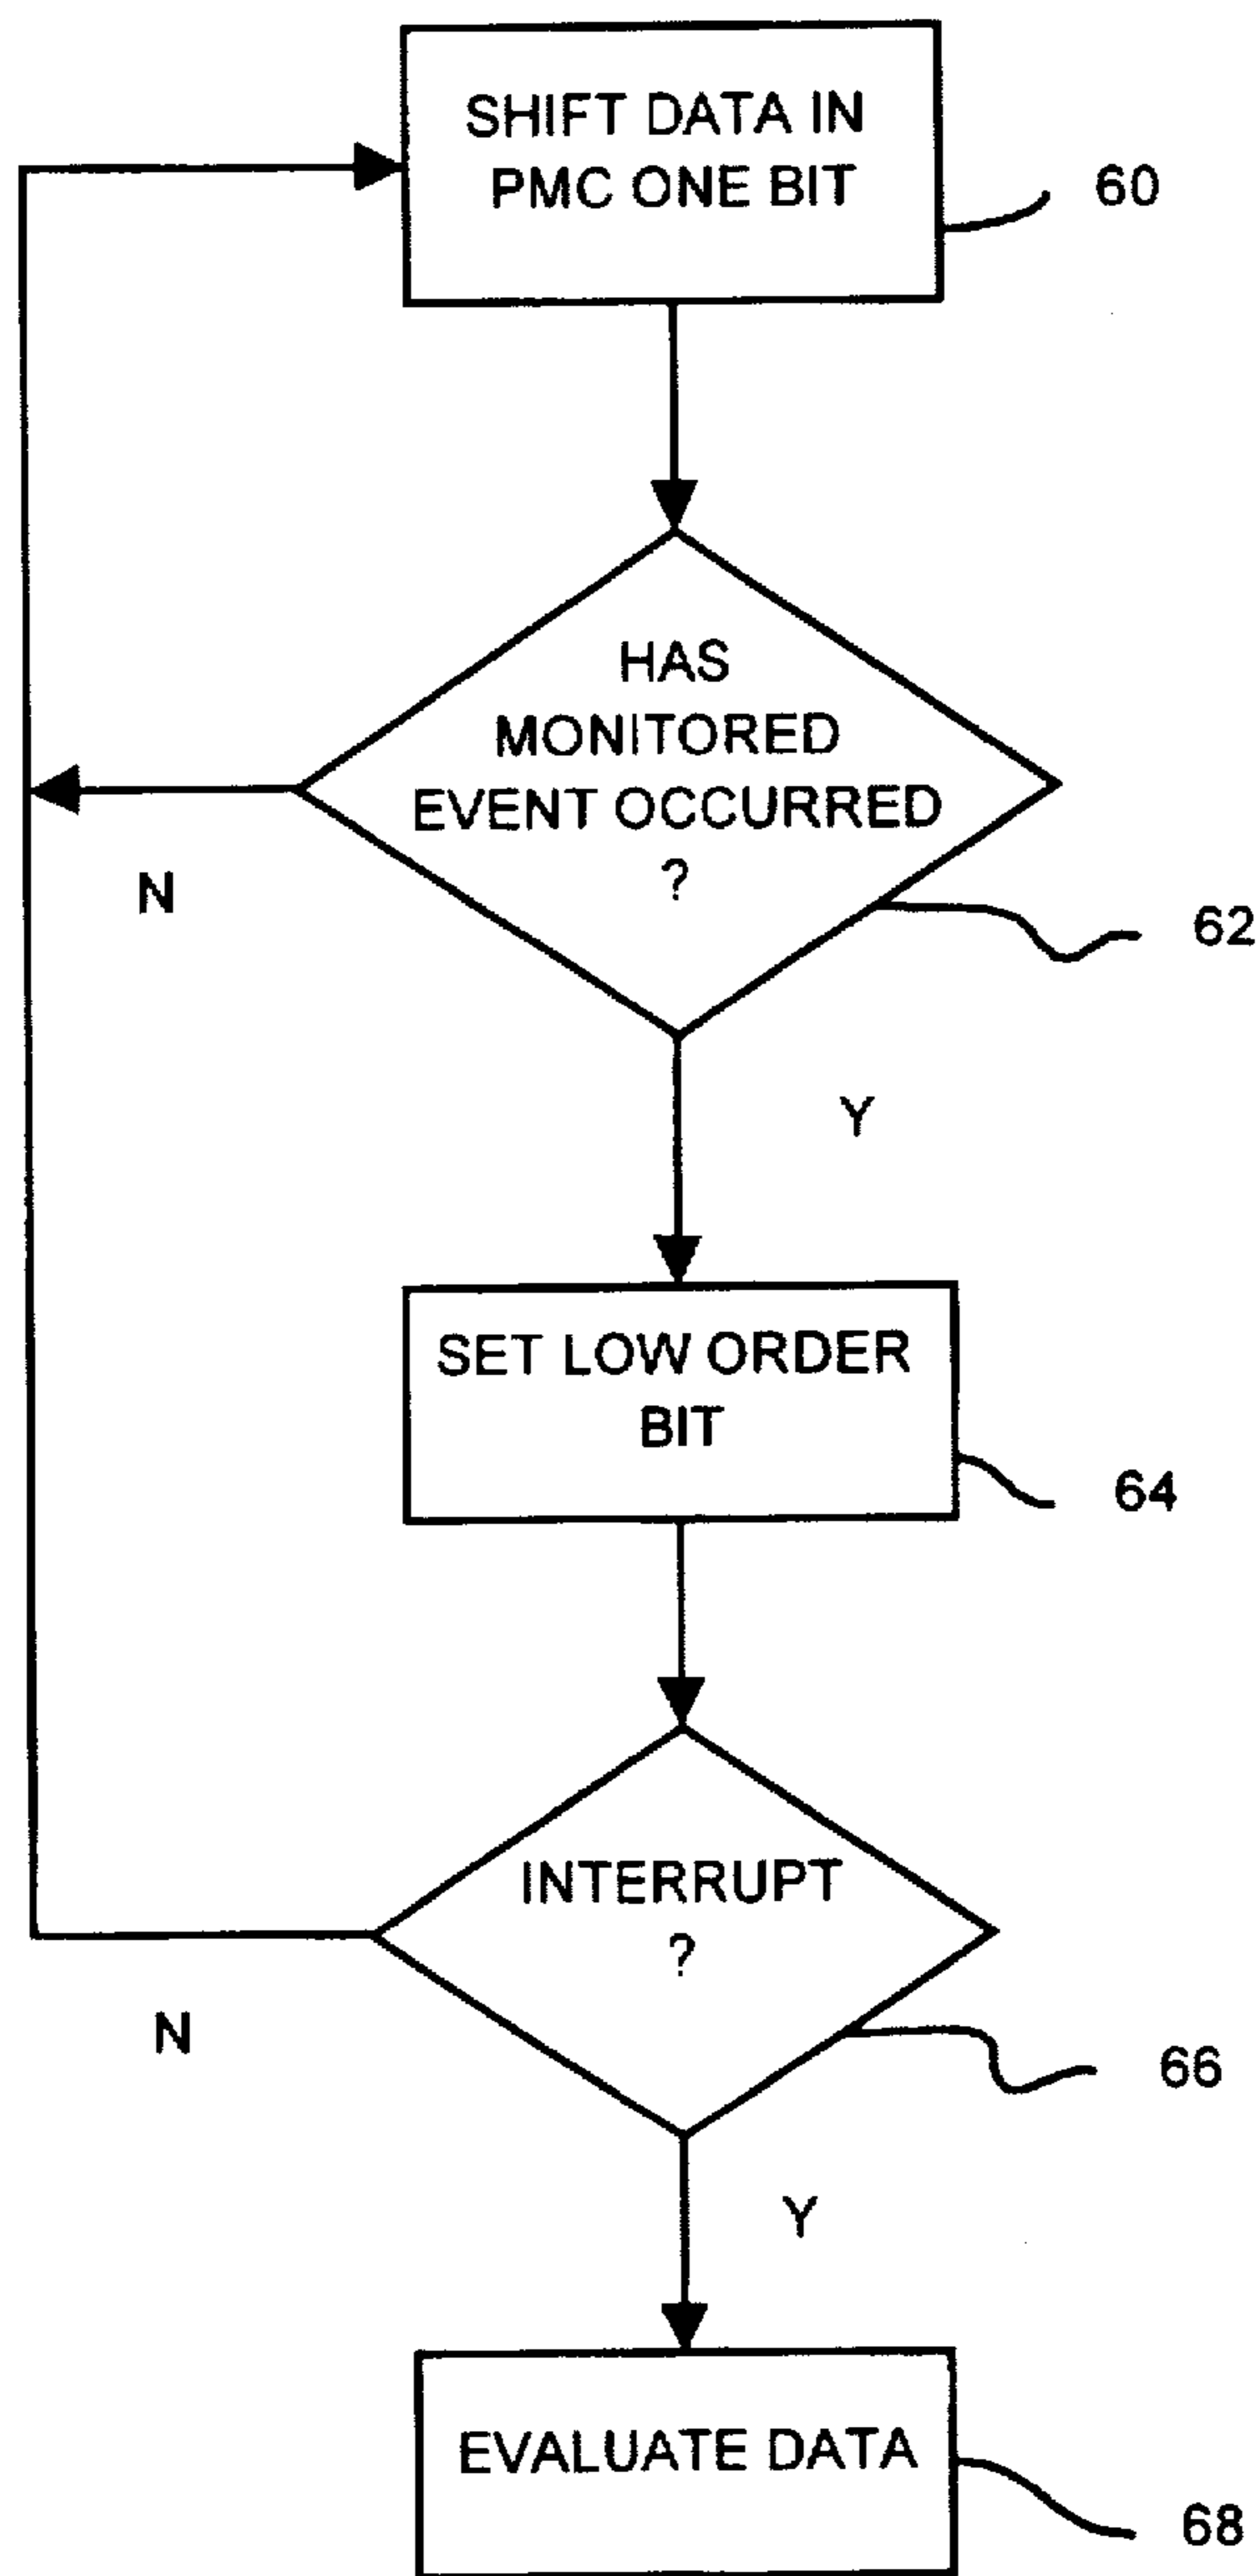 SHIFT DATA IN
PMC ONE BIT
60
HAS
MONITORED
EVENT OCCURRED
?
N
62
Y
SET LOW ORDER
BIT
64
INTERRUPT
?
N
66
Y
EVALUATE DATA
68